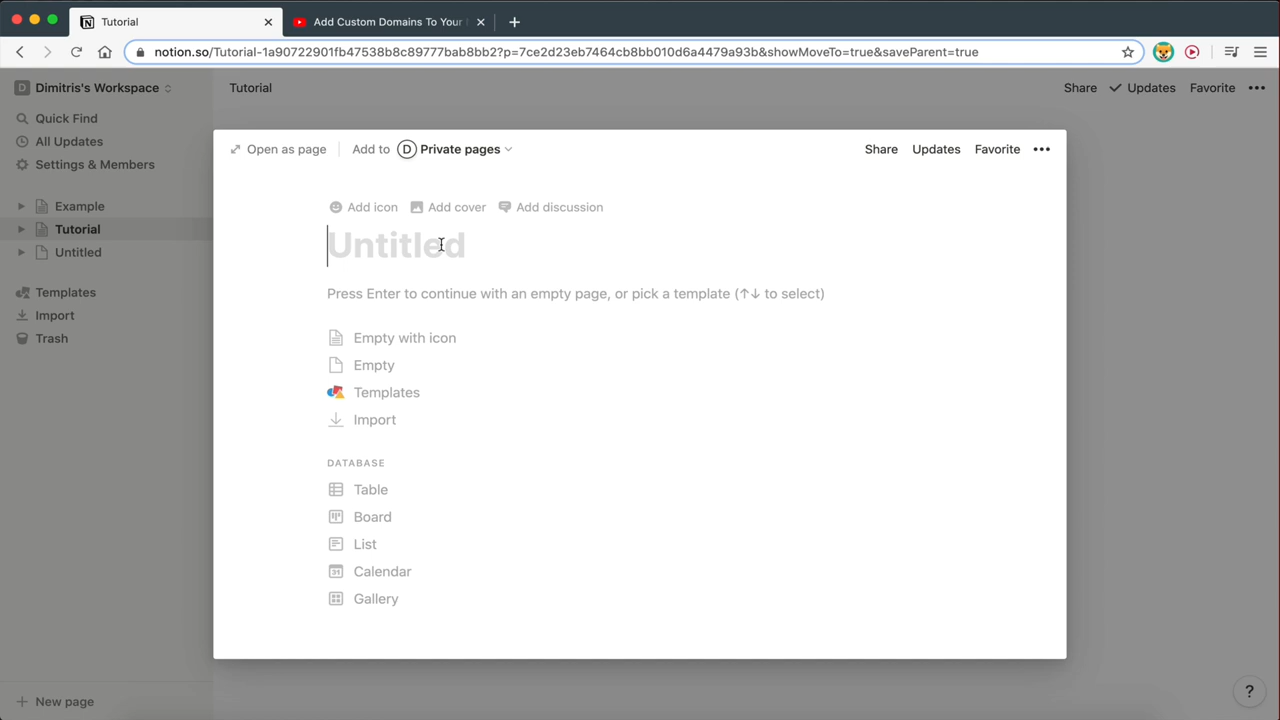 Tutorial
Add Custom Domains To Your
notion.so/Tutorial-1a90722901fb47538b8c89777bab8bb2?p=7ce2d23eb7464cb8bb010d6a4479a93b&showMoveTo=true&saveParent=true
D Dimitris's Workspace
Tutorial
Share Updates Favorite •••
Quick Find
All Updates
Settings & Members
Example
Tutorial
Untitled
Templates
Import
Trash
New page
Open as page Add to D Private pages
Share Updates Favorite •••
Add icon Add cover Add discussion
Untitled
Press Enter to continue with an empty page, or pick a template (↑↓ to select)
Empty with icon
Empty
Templates
Import
DATABASE
Table
Board
List
31 Calendar
Gallery
?